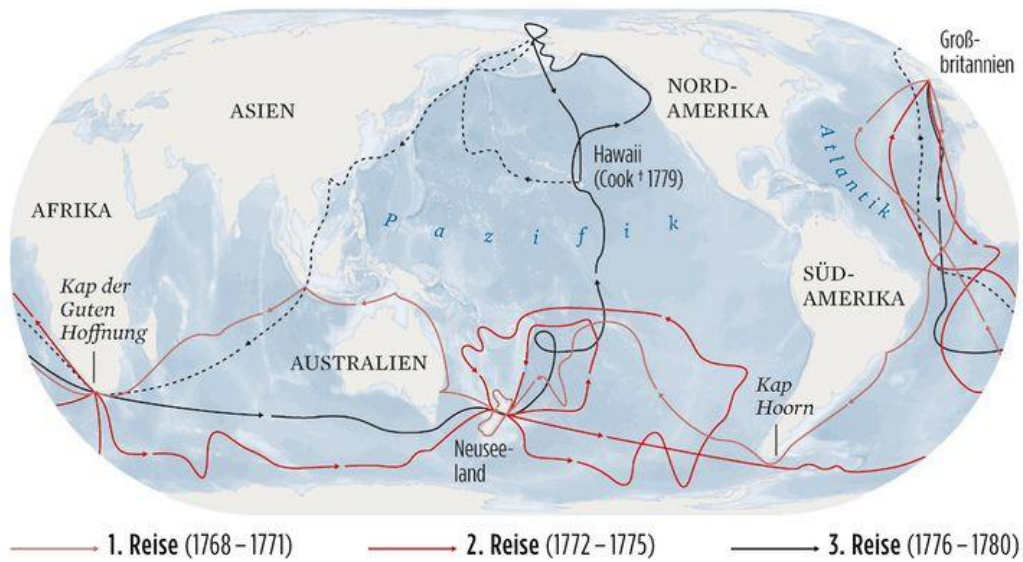 Groß-
britannien
NORD-
AMERIKA
ASIEN
Atlantik
Hawaii
(Cook † 1779)
AFRIKA
Pazifik
Kap der
Guten
Hoffnung
SÜD-
AMERIKA
AUSTRALIEN
Kap
Hoorn
Neusee-
land
1. Reise (1768 – 1771)
2. Reise (1772 – 1775)
3. Reise (1776 – 1780)